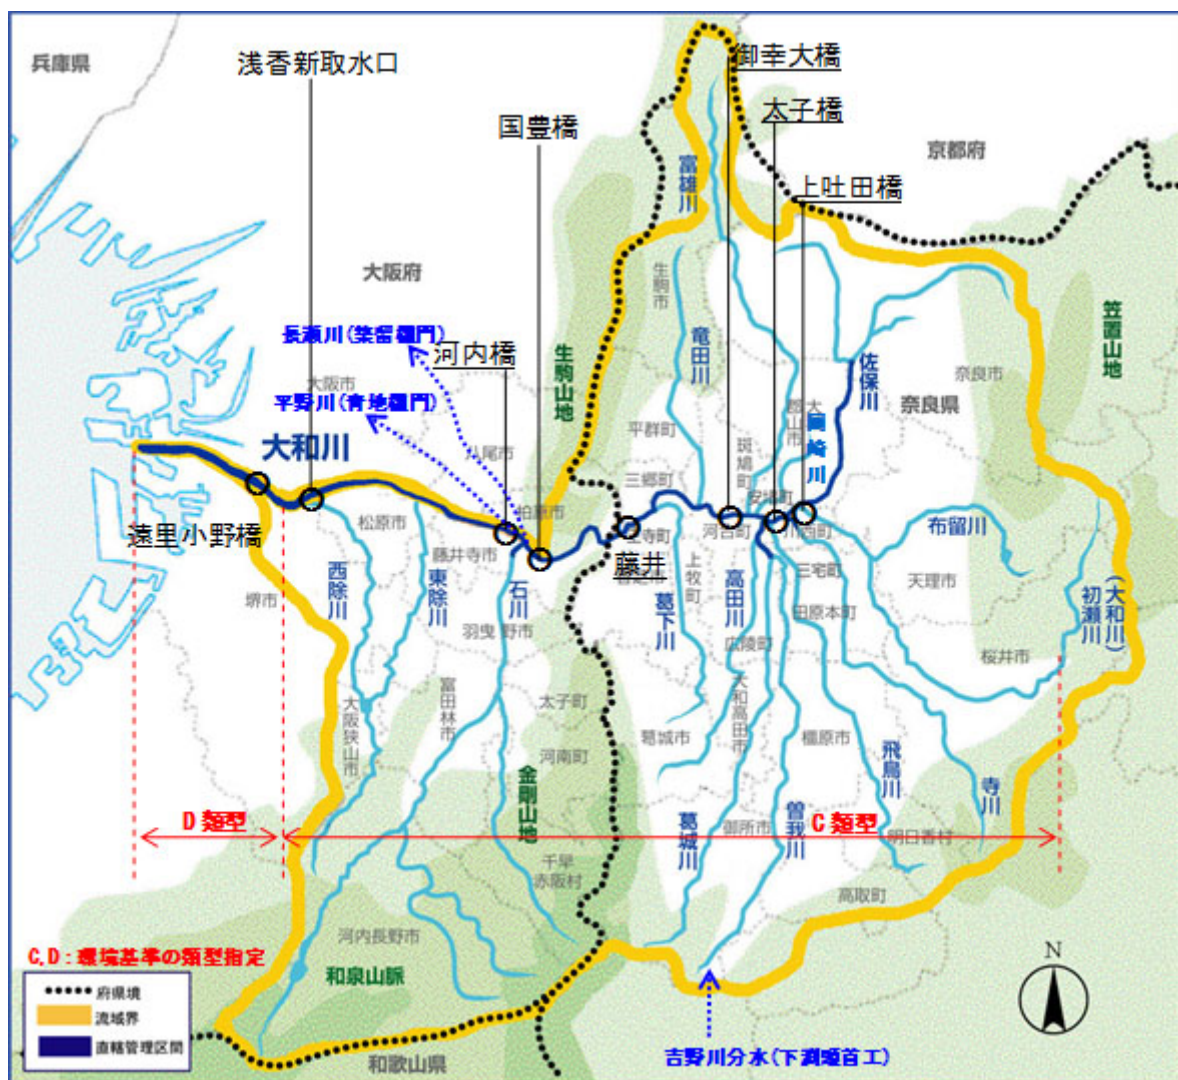 兵庫県
浅香新取水口
御幸大橋
国豊橋
太子橋
京都府
富雄川
上吐田橋
大阪府
生駒市
笠置山地
長瀬川(築留樋門)
河内橋
生駒山地
竜田川
大阪市
佐保川
奈良市
奈良県
平野川(青地樋門)
大和郡山市
岡崎川
平群町
斑鳩町
大和川
八尾市
三郷町
安堵町
柏原市
松原市
王寺町
河合町
川西町
布留川
遠里小野橋
藤井寺市
藤井
上牧町
三宅町
天理市
(大和川)
初瀬川
西除川
東除川
石川
葛下川
高田川
田原本町
堺市
羽曳野市
広陵町
桜井市
大阪狭山市
富田林市
太子町
大和高田市
葛城市
橿原市
河南町
飛鳥川
寺川
金剛山地
D類型
C類型
葛城川
御所市
曽我川
明日香村
千早
赤阪村
高取町
河内長野市
和泉山脈
C,D:環境基準の類型指定
府県境
流域界
直轄管理区間
N
和歌山県
吉野川分水(下渕頭首工)